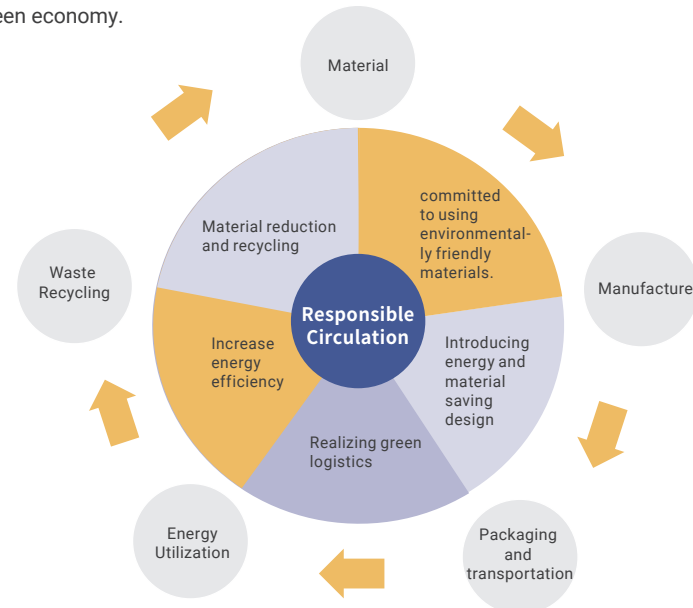 een economy.
Material
committed
to using
environmental-
ly friendly
materials.
Material reduction
and recycling
Waste
Recycling
Manufacture
Responsible
Circulation
Increase
energy
efficiency
Introducing
energy and
material
saving
design
Realizing green
logistics
Energy
Utilization
Packaging
and
transportation